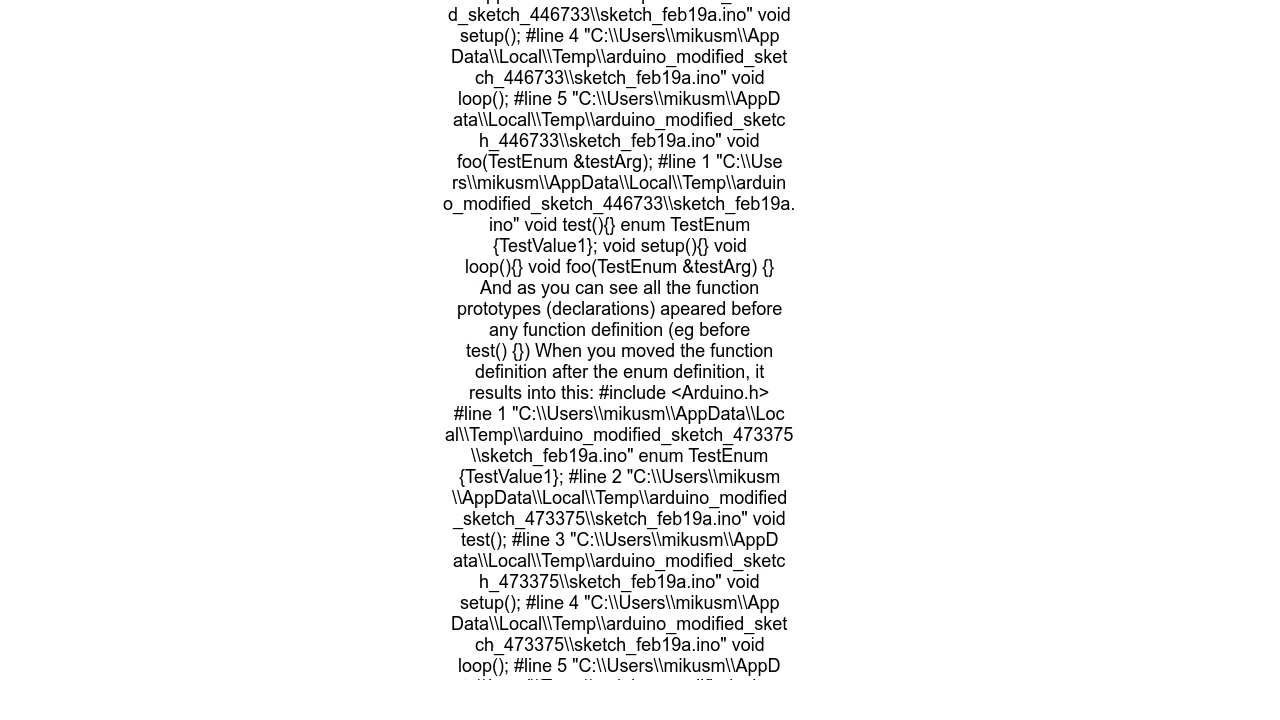 d_sketch_446733\\sketch_feb19a.ino" void
setup(); #line 4 "C:\\Users\\mikusm\\App
Data\\Local\\Temp\\arduino_modified_sket
ch_446733\\sketch_feb19a.ino" void
loop(); #line 5 "C:\\Users\\mikusm\\AppD
ata\\Local\\Temp\\arduino_modified_sketc
h_446733\\sketch_feb19a.ino" void
foo(TestEnum &testArg); #line 1 "C:\\Use
rs\\mikusm\\AppData\\Local\\Temp\\arduin
o_modified_sketch_446733\\sketch_feb19a.
ino" void test(){} enum TestEnum
{TestValue1}; void setup(){} void
loop(){} void foo(TestEnum &testArg) {}
And as you can see all the function
prototypes (declarations) apeared before
any function definition (eg before
test() {}) When you moved the function
definition after the enum definition, it
results into this: #include <Arduino.h>
#line 1 "C:\\Users\\mikusm\\AppData\\Loc
al\\Temp\\arduino_modified_sketch_473375
\\sketch_feb19a.ino" enum TestEnum
{TestValue1}; #line 2 "C:\\Users\\mikusm
\\AppData\\Local\\Temp\\arduino_modified
_sketch_473375\\sketch_feb19a.ino" void
test(); #line 3 "C:\\Users\\mikusm\\AppD
ata\\Local\\Temp\\arduino_modified_sketc
h_473375\\sketch_feb19a.ino" void
setup(); #line 4 "C:\\Users\\mikusm\\App
Data\\Local\\Temp\\arduino_modified_sket
ch_473375\\sketch_feb19a.ino" void
loop(); #line 5 "C:\\Users\\mikusm\\AppD